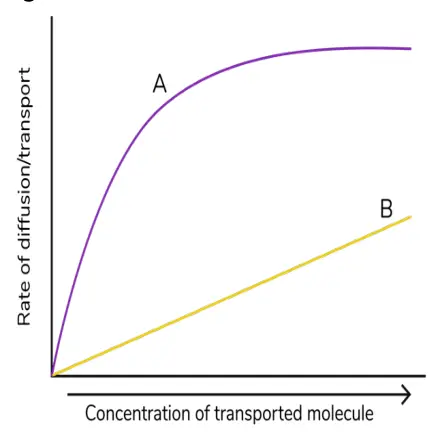 A
B
Rate of diffusion/transport
Concentration of transported molecule